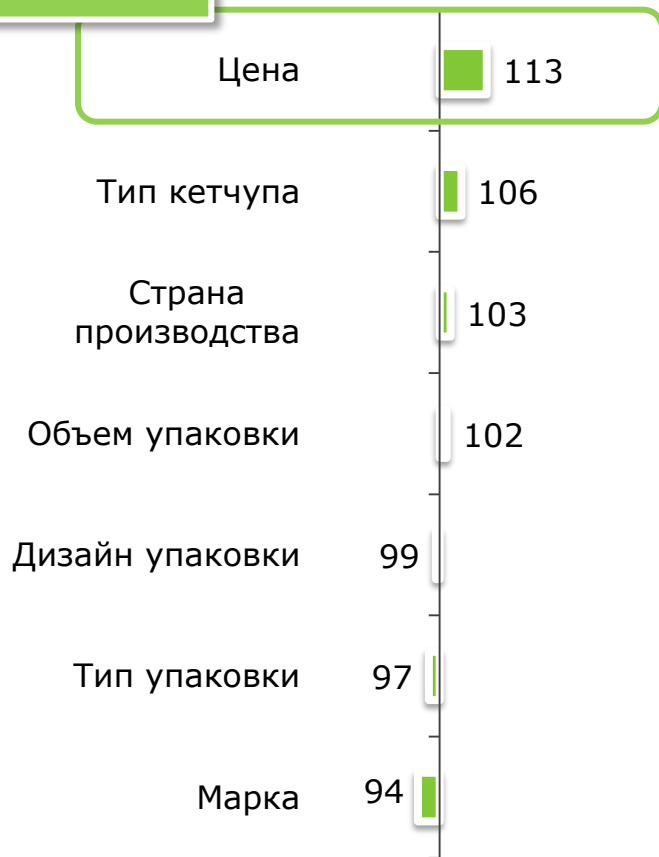 Цена 113
Тип кетчупа 106
Страна
производства 103
Объем упаковки 102
Дизайн упаковки 99
Тип упаковки 97
Марка 94